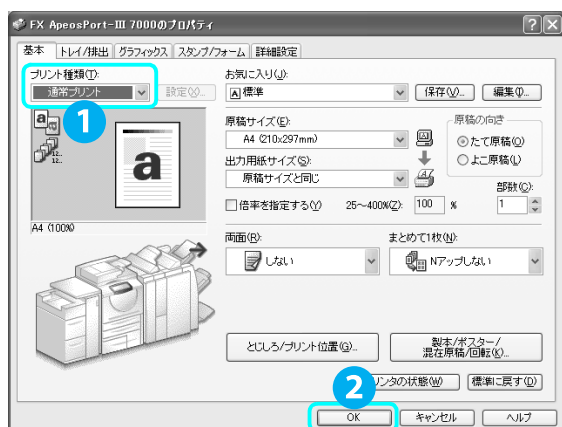 FX ApeosPort-III 7000のプロパティ
基本 トレイ/排出 グラフィックス スタンプ/フォーム 詳細設定
プリント種類(T):
通常プリント
設定(X)...
お気に入り(J):
標準
保存(V)...
編集(I)...
1
a
12..
12..
a
A4 (100%)
原稿サイズ(E):
A4 (210x297mm)
出力用紙サイズ(S):
原稿サイズと同じ
倍率を指定する(Y) 25～400%(Z): 100 %
原稿の向き
たて原稿(Q)
よこ原稿(L)
部数(C):
1
両面(R):
しない
まとめて1枚(N):
Nアップしない
とじしろ/プリント位置(G)...
製本/ポスター/
混在原稿/回転(K)...
2
リンタの状態(W)
標準に戻す(D)
OK キャンセル ヘルプ